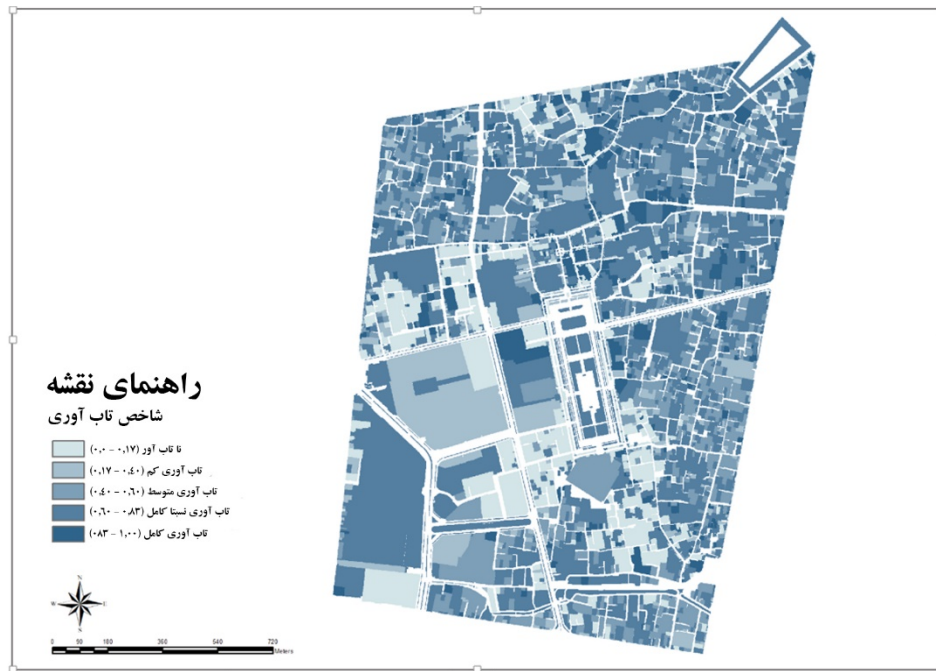 راهنمای نقشه
شاخص تاب آوری
نا تاب آور (۰٫۱۷ - ۰٫۰)
تاب آوری کم (۰٫۴۰ - ۰٫۱۷)
تاب آوری متوسط (۰٫۶۰ - ۰٫۴۰)
تاب آوری نسبتا کامل (۰٫۸۳ - ۰٫۶۰)
تاب آوری کامل (۱٫۰۰ - ۰۸۳)
N
W E
S
0 90 180 360 540 720
Meters